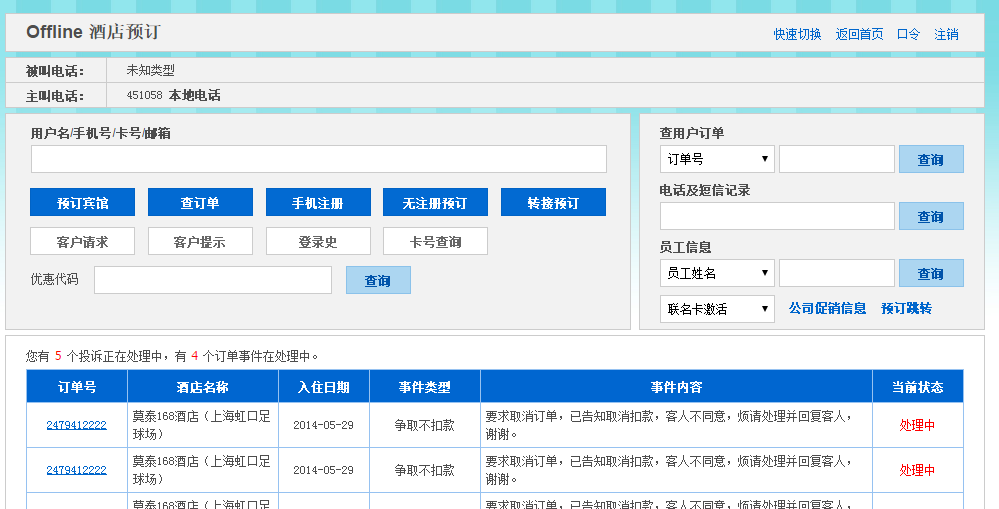 Offline 酒店预订
快速切换 返回首页 口令 注销
被叫电话： 未知类型
主叫电话： 451058 本地电话
用户名/手机号/卡号/邮箱
预订宾馆 查订单 手机注册 无注册预订 转接预订
客户请求 客户提示 登录史 卡号查询
优惠代码 查询
查用户订单
订单号 查询
电话及短信记录
查询
员工信息
员工姓名 查询
联名卡激活 公司促销信息 预订跳转
您有 5 个投诉正在处理中，有 4 个订单事件在处理中。
订单号 酒店名称 入住日期 事件类型 事件内容 当前状态
2479412222 莫泰168酒店（上海虹口足球场） 2014-05-29 争取不扣款 要求取消订单，已告知取消扣款，客人不同意，烦请处理并回复客人，谢谢。 处理中
2479412222 莫泰168酒店（上海虹口足球场） 2014-05-29 争取不扣款 要求取消订单，已告知取消扣款，客人不同意，烦请处理并回复客人，谢谢。 处理中
莫泰168酒店（上海虹口足 要求取消订单，已告知取消扣款，客人不同意，烦请处理并回复客人，